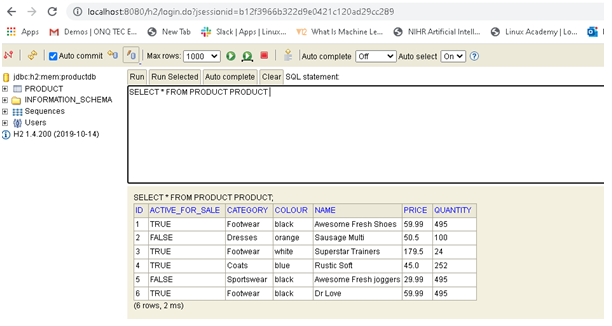 localhost:8080/h2/login.do?jsessionid=b12f3966b322d9e0421c120ad29cc289
Apps M Gmail Demos | ONQ TEC E... New Tab Slack | Apps | Linux... V12 What Is Machine Le... NIHR Artificial Intelli... Linux Academy | Lo...
Auto commit Max rows: 1000 Auto complete Off Auto select On
jdbc:h2:mem:productdb
PRODUCT
INFORMATION_SCHEMA
Sequences
Users
H2 1.4.200 (2019-10-14)
Run Run Selected Auto complete Clear SQL statement:
SELECT * FROM PRODUCT PRODUCT
SELECT * FROM PRODUCT PRODUCT;
ID ACTIVE_FOR_SALE CATEGORY COLOUR NAME PRICE QUANTITY
1 TRUE Footwear black Awesome Fresh Shoes 59.99 495
2 FALSE Dresses orange Sausage Multi 50.5 100
3 TRUE Footwear white Superstar Trainers 179.5 24
4 TRUE Coats blue Rustic Soft 45.0 252
5 FALSE Sportswear black Awesome Fresh joggers 29.99 495
6 TRUE Footwear black Dr Love 59.99 495
(6 rows, 2 ms)